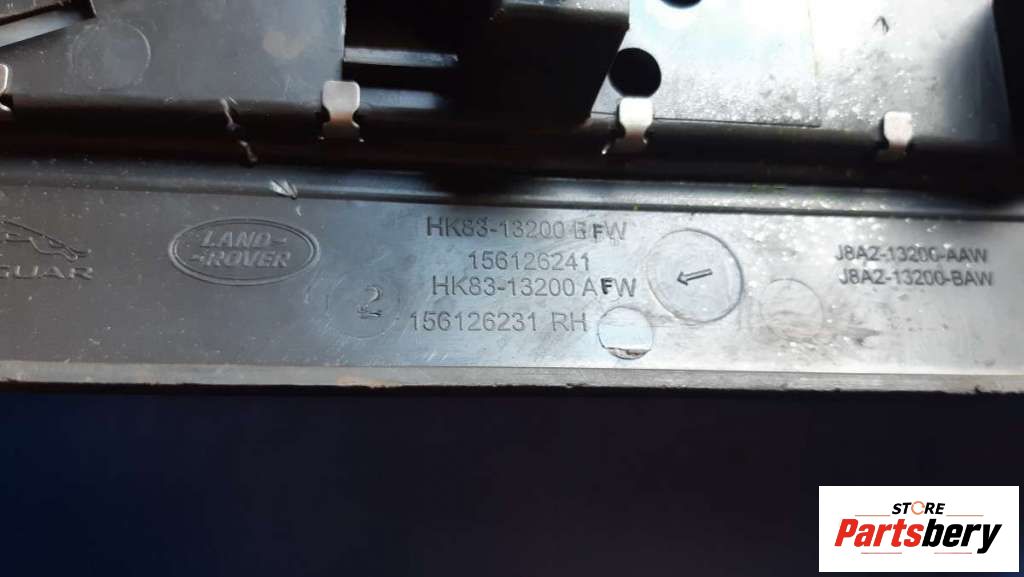 GUAR
LAND-
-ROVER
HK83-13200 BFW
156126241
HK83-13200 AFW
156126231 RH
2
J8A2-13200-AAW
J8A2-13200-BAW
STORE
Partsbery